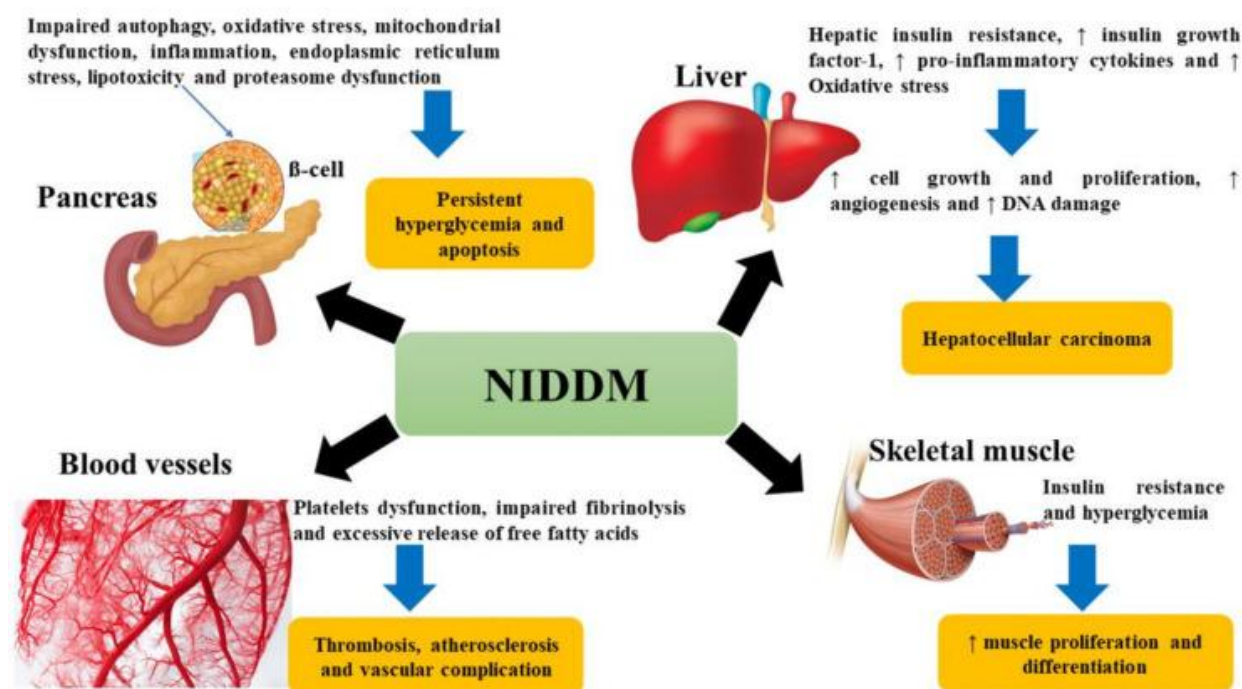 Impaired autophagy, oxidative stress, mitochondrial
dysfunction, inflammation, endoplasmic reticulum
stress, lipotoxicity and proteasome dysfunction
ß-cell
Pancreas
Persistent
hyperglycemia and
apoptosis
Liver
Hepatic insulin resistance, ↑ insulin growth
factor-1, ↑ pro-inflammatory cytokines and ↑
Oxidative stress
↑ cell growth and proliferation, ↑
angiogenesis and ↑ DNA damage
Hepatocellular carcinoma
NIDDM
Blood vessels
Platelets dysfunction, impaired fibrinolysis
and excessive release of free fatty acids
Thrombosis, atherosclerosis
and vascular complication
Skeletal muscle
Insulin resistance
and hyperglycemia
↑ muscle proliferation and
differentiation